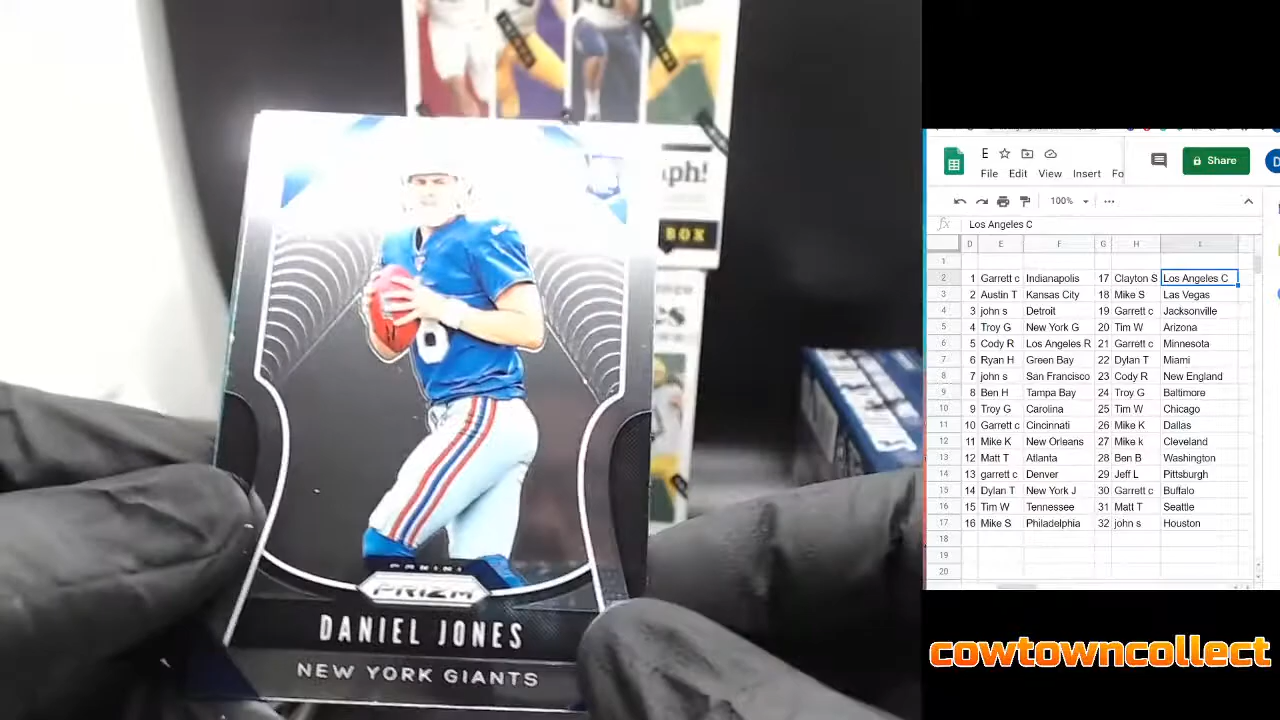 ph!
BOX
DANIEL JONES
NEW YORK GIANTS
PANINI
PRIZM
8
E
Share
File Edit View Insert Fo
100%
fx Los Angeles C
D E F G H I
1
2 1 Garrett c Indianapolis 17 Clayton S Los Angeles C
3 2 Austin T Kansas City 18 Mike S Las Vegas
4 3 john s Detroit 19 Garrett c Jacksonville
5 4 Troy G New York G 20 Tim W Arizona
6 5 Cody R Los Angeles R 21 Garrett c Minnesota
7 6 Ryan H Green Bay 22 Dylan T Miami
8 7 john s San Francisco 23 Cody R New England
9 8 Ben H Tampa Bay 24 Troy G Baltimore
10 9 Troy G Carolina 25 Tim W Chicago
11 10 Garrett c Cincinnati 26 Mike K Dallas
12 11 Mike K New Orleans 27 Mike k Cleveland
13 12 Matt T Atlanta 28 Ben B Washington
14 13 garrett c Denver 29 Jeff L Pittsburgh
15 14 Dylan T New York J 30 Garrett c Buffalo
16 15 Tim W Tennessee 31 Matt T Seattle
17 16 Mike S Philadelphia 32 john s Houston
18
19
20
cowtowncollect